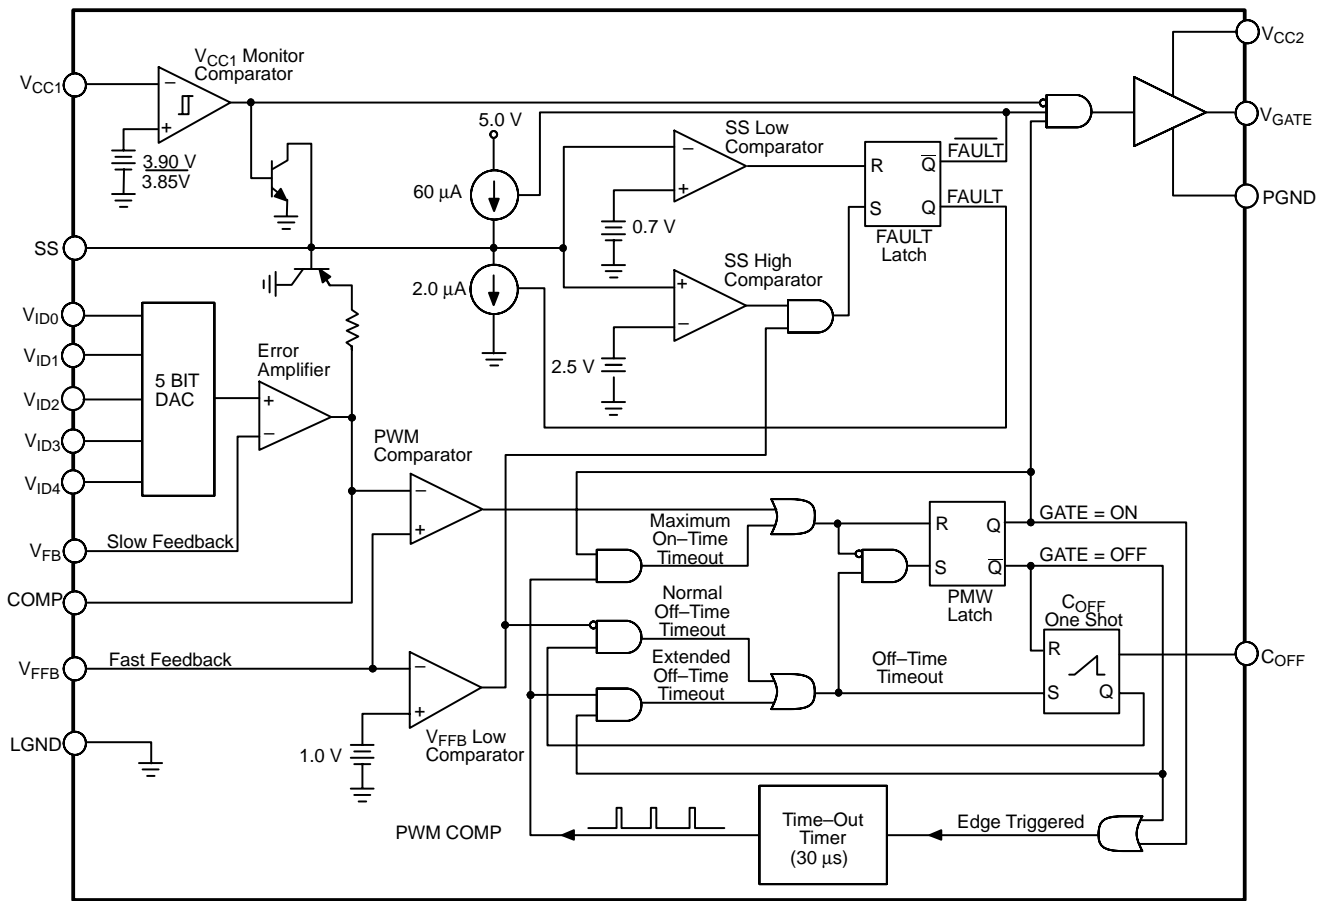 VCC2
VCC1 Monitor
Comparator
VCC1
−
+
3.90 V
3.85V
5.0 V
60 µA
SS Low
Comparator
−
+
0.7 V
FAULT
R
Q
S
Q
FAULT
FAULT
Latch
VGATE
PGND
SS
2.0 µA
SS High
Comparator
+
−
2.5 V
VID0
VID1
VID2
VID3
VID4
5 BIT
DAC
Error
Amplifier
+
−
PWM
Comparator
−
+
VFB
Slow Feedback
COMP
VFFB
Fast Feedback
LGND
Maximum
On−Time
Timeout
R
Q
S
Q
PMW
Latch
GATE = ON
GATE = OFF
Normal
Off−Time
Timeout
Extended
Off−Time
Timeout
Off−Time
Timeout
COFF
One Shot
R
S
Q
COFF
−
+
1.0 V
VFFB Low
Comparator
PWM COMP
Time−Out
Timer
(30 µs)
Edge Triggered